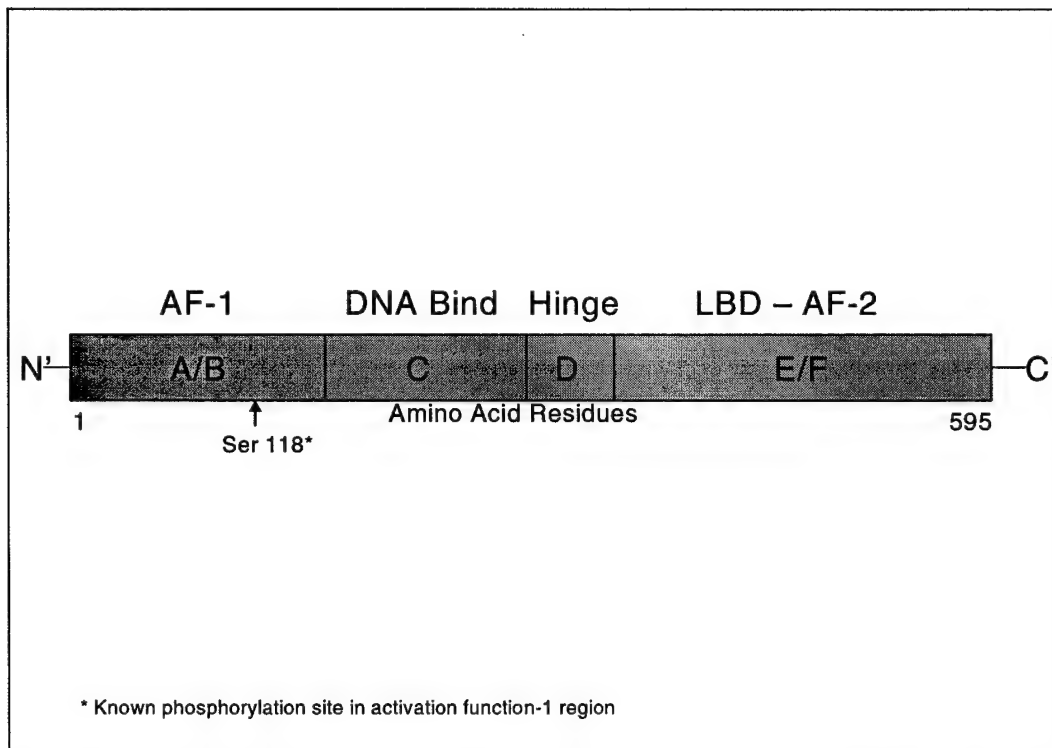 AF-1 DNA Bind Hinge LBD – AF-2
N' A/B C D E/F C
1 Amino Acid Residues 595
Ser 118*
* Known phosphorylation site in activation function-1 region